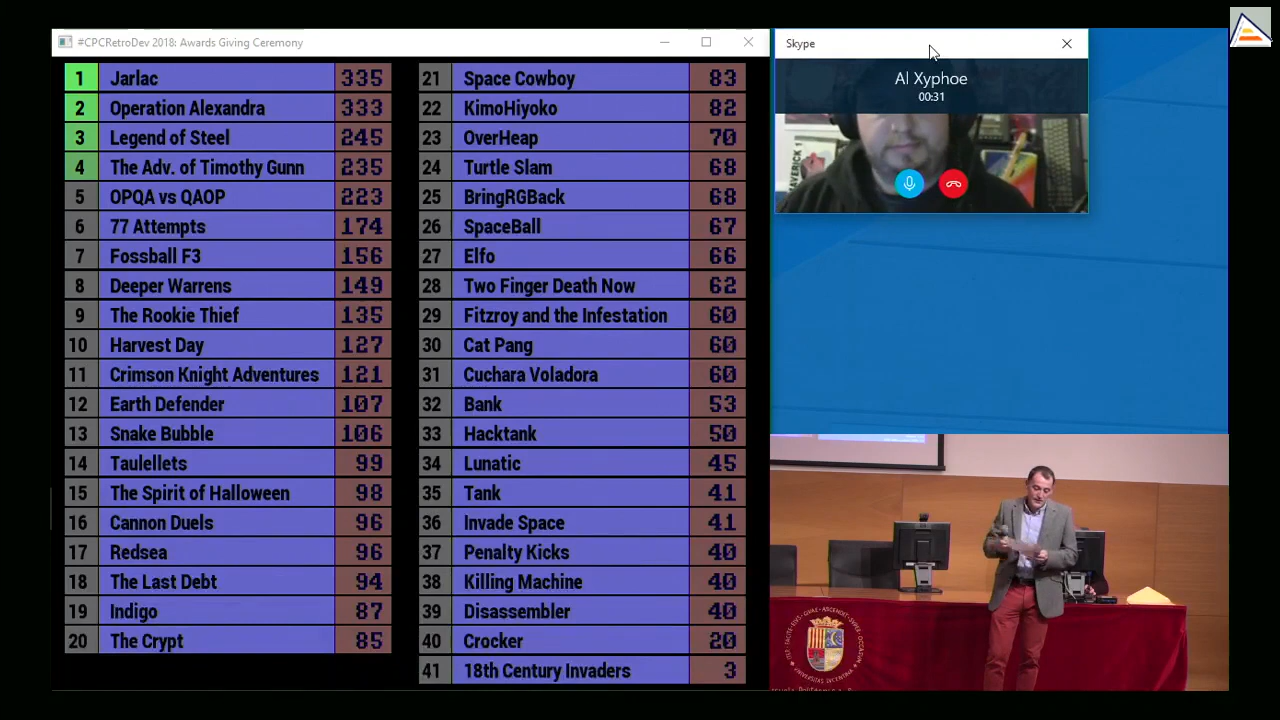 #CPCRetroDev 2018: Awards Giving Ceremony
1 Jarlac 335
2 Operation Alexandra 333
3 Legend of Steel 245
4 The Adv. of Timothy Gunn 235
5 OPQA vs QAOP 223
6 77 Attempts 174
7 Fossball F3 156
8 Deeper Warrens 149
9 The Rookie Thief 135
10 Harvest Day 127
11 Crimson Knight Adventures 121
12 Earth Defender 107
13 Snake Bubble 106
14 Taulellets 99
15 The Spirit of Halloween 98
16 Cannon Duels 96
17 Redsea 96
18 The Last Debt 94
19 Indigo 87
20 The Crypt 85
21 Space Cowboy 83
22 KimoHiyoko 82
23 OverHeap 70
24 Turtle Slam 68
25 BringRGBack 68
26 SpaceBall 67
27 Elfo 66
28 Two Finger Death Now 62
29 Fitzroy and the Infestation 60
30 Cat Pang 60
31 Cuchara Voladora 60
32 Bank 53
33 Hacktank 50
34 Lunatic 45
35 Tank 41
36 Invade Space 41
37 Penalty Kicks 40
38 Killing Machine 40
39 Disassembler 40
40 Crocker 20
41 18th Century Invaders 3
Skype
Al Xyphoe
00:31
MAVERICK 1
UNIVERSITAS LUCENTINA